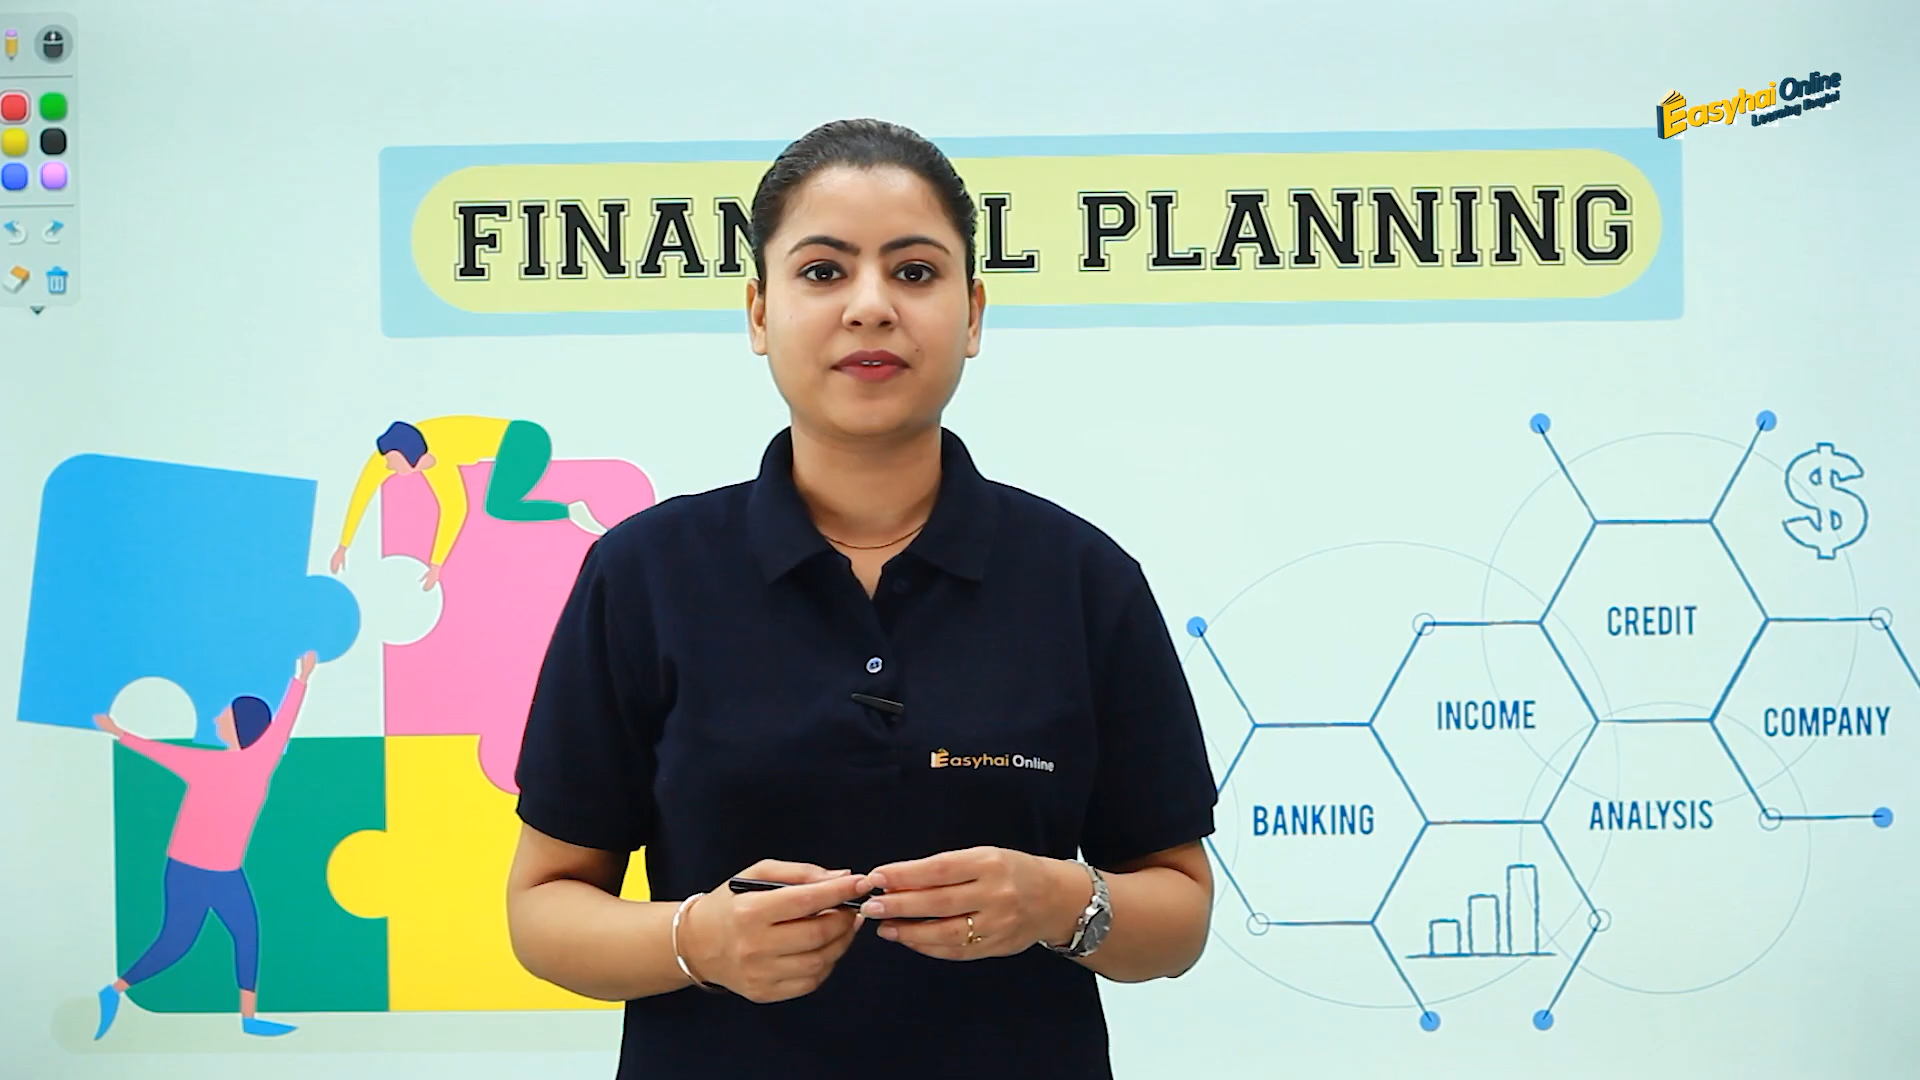 Easyhai Online
FINAN L PLANNING
CREDIT
INCOME
COMPANY
BANKING
ANALYSIS
Easyhai Online